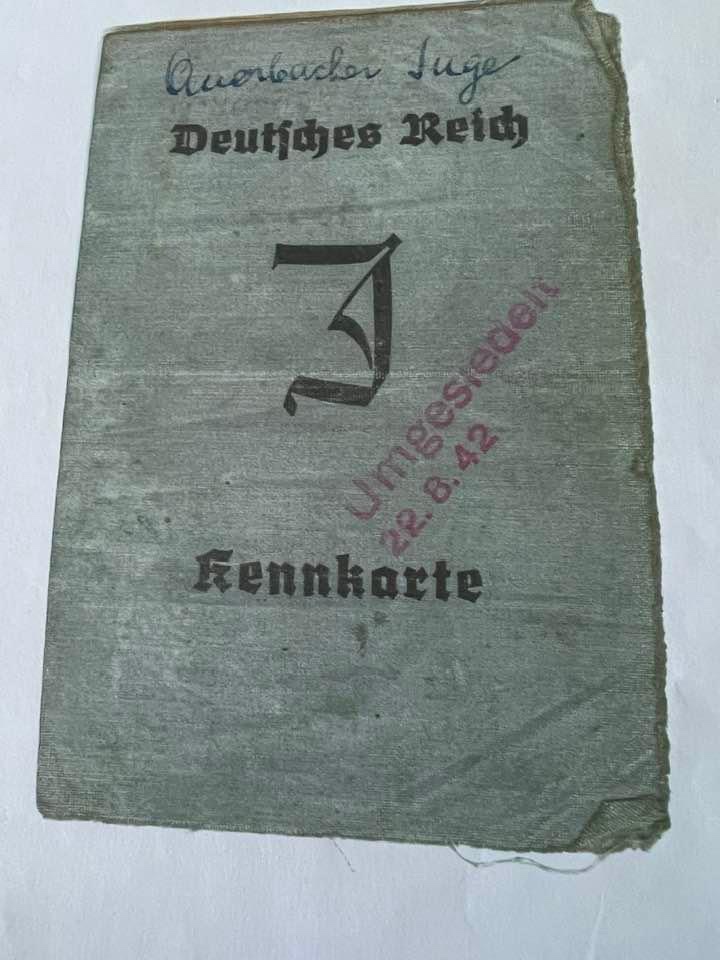 Auerbacher Inge
Deutsches Reich
J
Umgesiedelt
22.8.42
Kennkarte